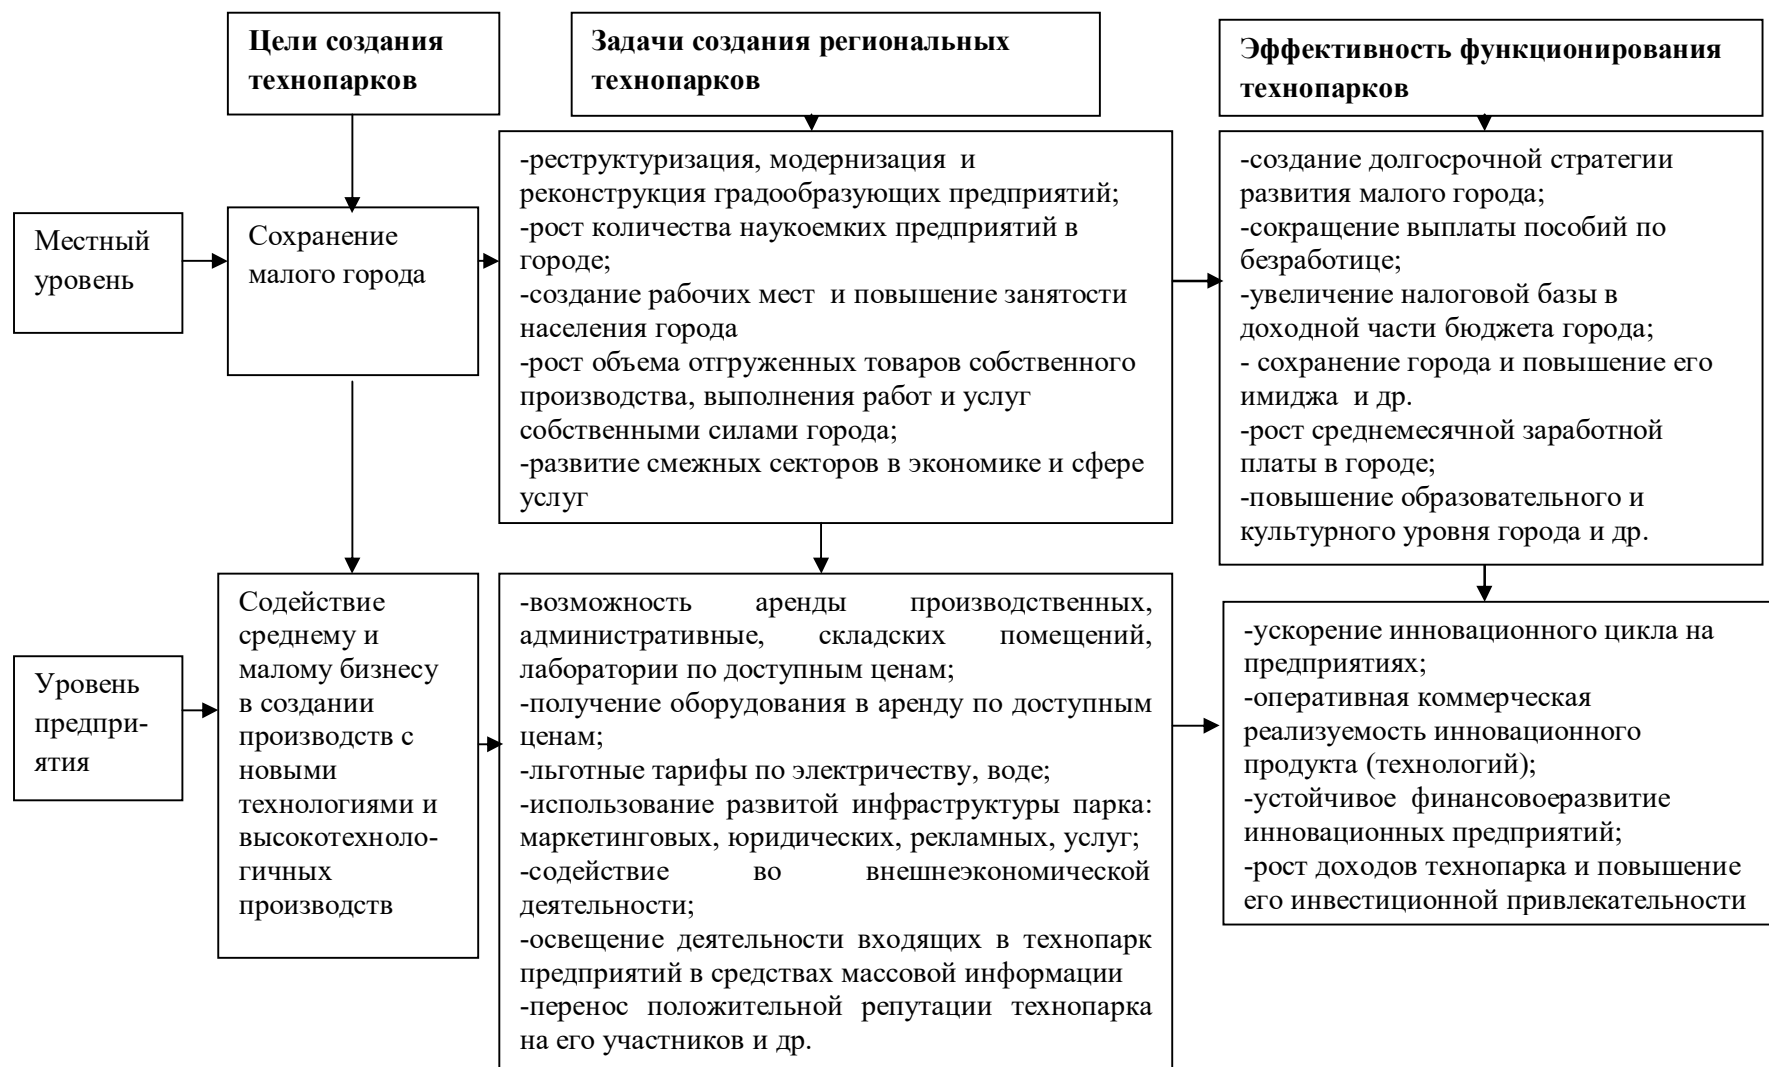 Цели создания
технопарков
Задачи создания региональных
технопарков
Эффективность функционирования
технопарков
Местный
уровень
Сохранение
малого города
-реструктуризация, модернизация и
реконструкция градообразующих предприятий;
-рост количества наукоемких предприятий в
городе;
-создание рабочих мест и повышение занятости
населения города
-рост объема отгруженных товаров собственного
производства, выполнения работ и услуг
собственными силами города;
-развитие смежных секторов в экономике и сфере
услуг
-создание долгосрочной стратегии
развития малого города;
-сокращение выплаты пособий по
безработице;
-увеличение налоговой базы в
доходной части бюджета города;
- сохранение города и повышение его
имиджа и др.
-рост среднемесячной заработной
платы в городе;
-повышение образовательного и
культурного уровня города и др.
Уровень
предпри-
ятия
Содействие
среднему и
малому бизнесу
в создании
производств с
новыми
технологиями и
высокотехноло-
гичных
производств
-возможность аренды производственных,
административные, складских помещений,
лаборатории по доступным ценам;
-получение оборудования в аренду по доступным
ценам;
-льготные тарифы по электричеству, воде;
-использование развитой инфраструктуры парка:
маркетинговых, юридических, рекламных, услуг;
-содействие во внешнеэкономической
деятельности;
-освещение деятельности входящих в технопарк
предприятий в средствах массовой информации
-перенос положительной репутации технопарка
на его участников и др.
-ускорение инновационного цикла на
предприятиях;
-оперативная коммерческая
реализуемость инновационного
продукта (технологий);
-устойчивое финансовоеразвитие
инновационных предприятий;
-рост доходов технопарка и повышение
его инвестиционной привлекательности